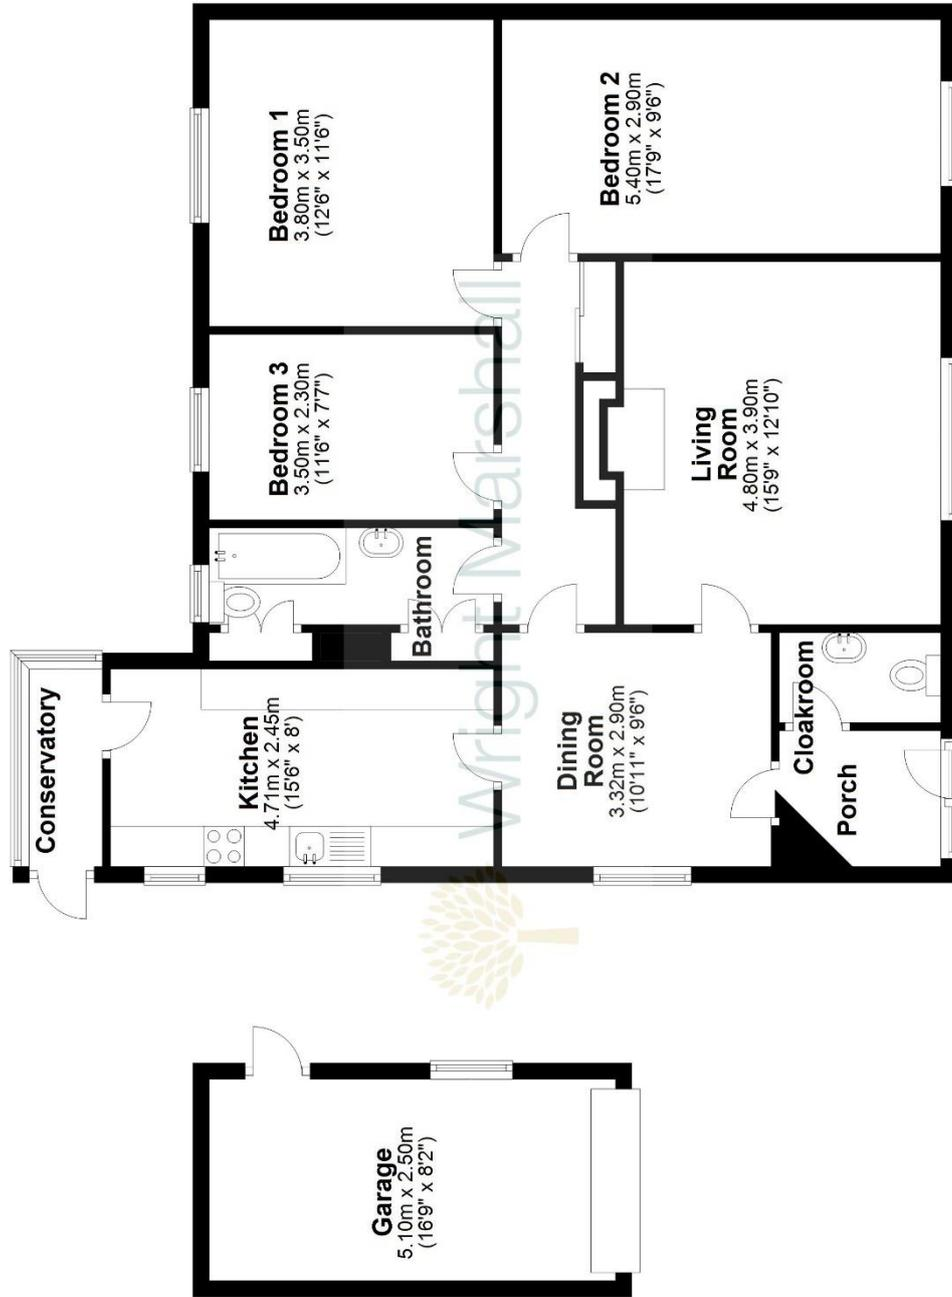 Conservatory
Kitchen
4.71m x 2.45m
(15'6" x 8')
Bathroom
Bedroom 3
3.50m x 2.30m
(11'6" x 7'7")
Bedroom 1
3.80m x 3.50m
(12'6" x 11'6")
Dining
Room
3.32m x 2.90m
(10'11" x 9'6")
Living
Room
4.80m x 3.90m
(15'9" x 12'10")
Bedroom 2
5.40m x 2.90m
(17'9" x 9'6")
Porch
Cloakroom
Garage
5.10m x 2.50m
(16'9" x 8'2")
Wright Marshall